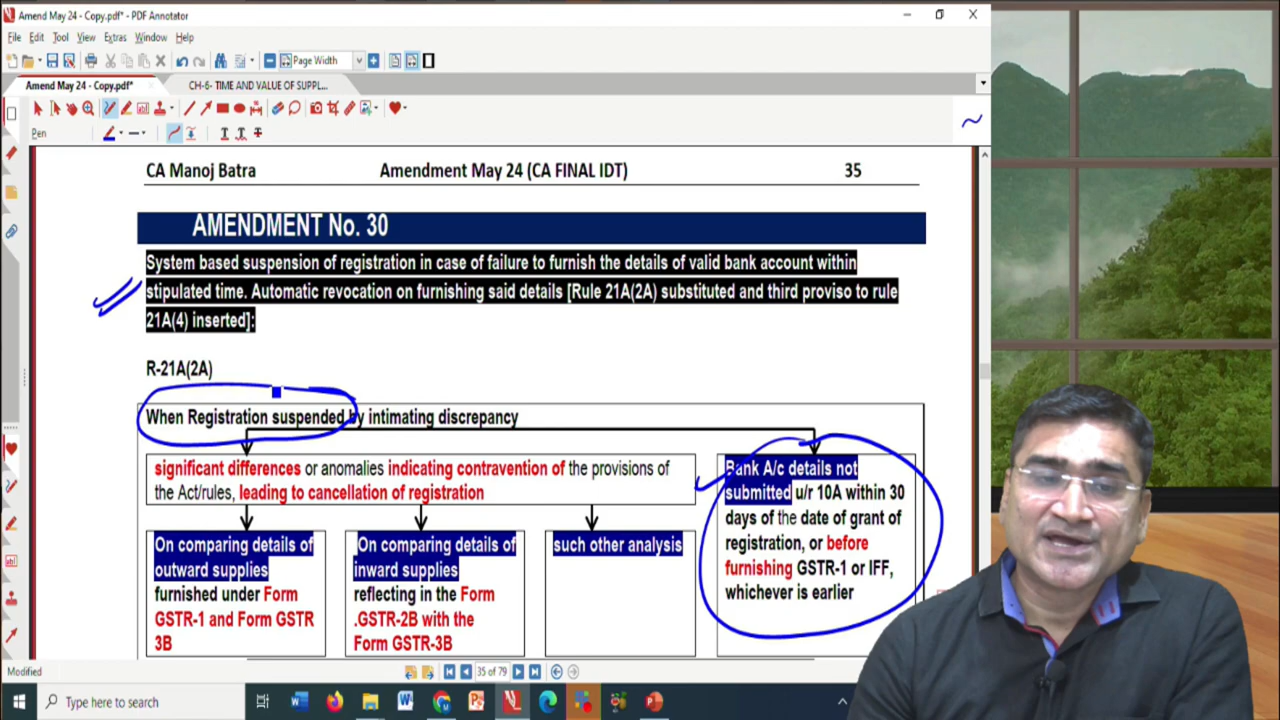 Amend May 24 - Copy.pdf* - PDF Annotator
File Edit Tool View Extras Window Help
Page Width
Amend May 24 - Copy.pdf*
CH-6- TIME AND VALUE OF SUPPL...
Pen
CA Manoj Batra Amendment May 24 (CA FINAL IDT) 35
AMENDMENT No. 30
System based suspension of registration in case of failure to furnish the details of valid bank account within
stipulated time. Automatic revocation on furnishing said details [Rule 21A(2A) substituted and third proviso to rule
21A(4) inserted]:
R-21A(2A)
When Registration suspended by intimating discrepancy
significant differences or anomalies indicating contravention of the provisions of
the Act/rules, leading to cancellation of registration
On comparing details of
outward supplies
furnished under Form
GSTR-1 and Form GSTR
3B
On comparing details of
inward supplies
reflecting in the Form
.GSTR-2B with the
Form GSTR-3B
such other analysis
Bank A/c details not
submitted u/r 10A within 30
days of the date of grant of
registration, or before
furnishing GSTR-1 or IFF,
whichever is earlier
Modified
35 of 79
Type here to search